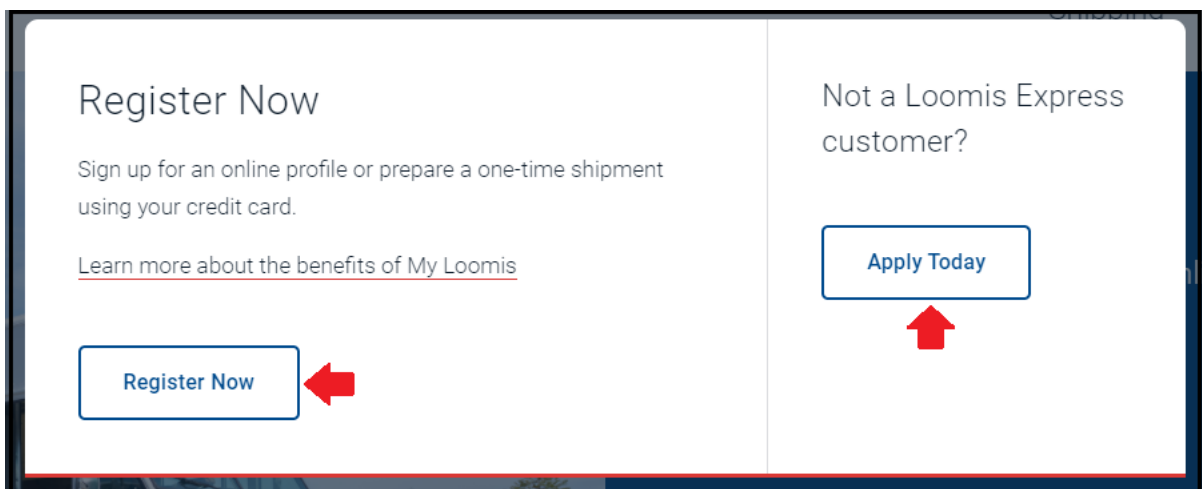 Shipping
Register Now
Sign up for an online profile or prepare a one-time shipment
using your credit card.
Learn more about the benefits of My Loomis
Register Now
Not a Loomis Express
customer?
Apply Today